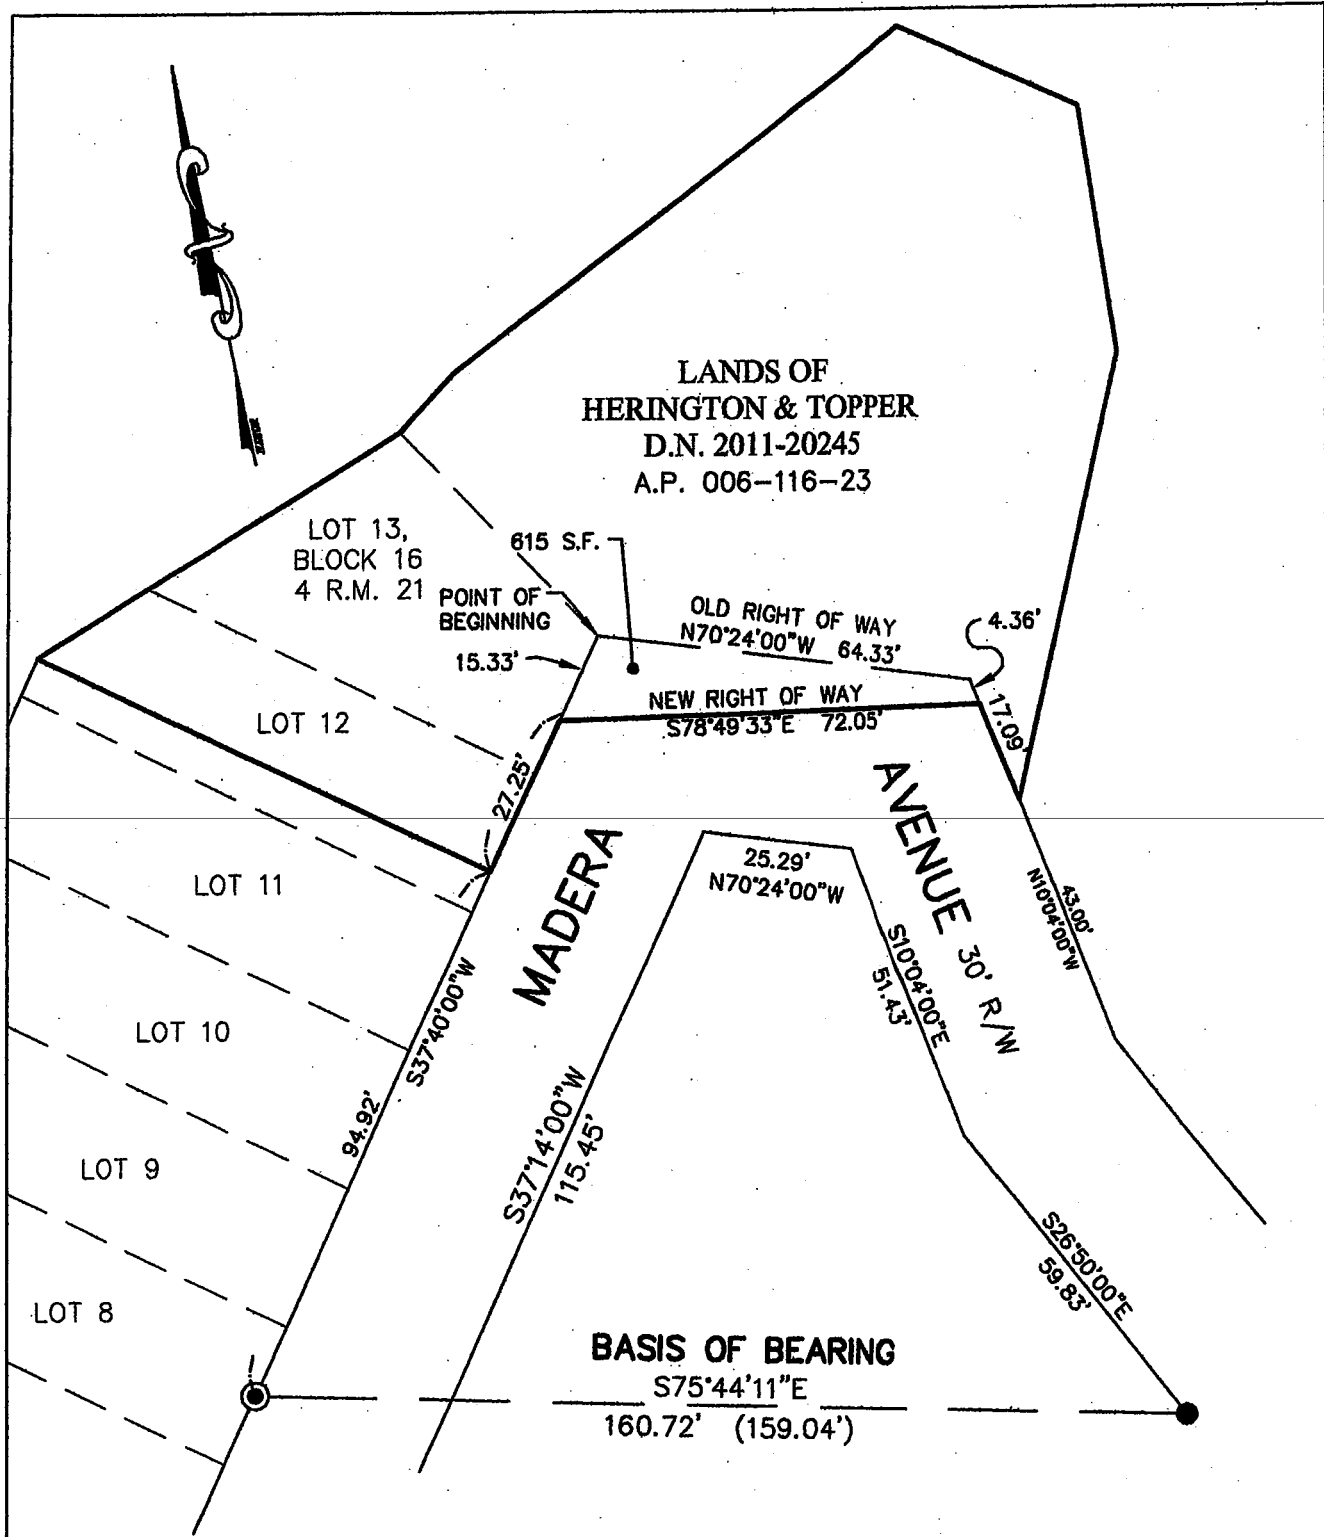 LANDS OF
HERINGTON & TOPPER
D.N. 2011-20245
A.P. 006-116-23
LOT 13,
BLOCK 16
4 R.M. 21
615 S.F.
POINT OF
BEGINNING
15.33'
OLD RIGHT OF WAY
N70°24'00"W 64.33'
4.36'
NEW RIGHT OF WAY
S78°49'33"E 72.05'
17.09'
LOT 12
27.25'
MADERA
AVENUE 30' R/W
25.29'
N70°24'00"W
43.00'
N10°04'00"W
LOT 11
S10°04'00"E
51.43'
S37°40'00"W
94.92'
LOT 10
S37°14'00"W
115.45'
LOT 9
S26°50'00"E
59.83'
LOT 8
BASIS OF BEARING
S75°44'11"E
160.72' (159.04')